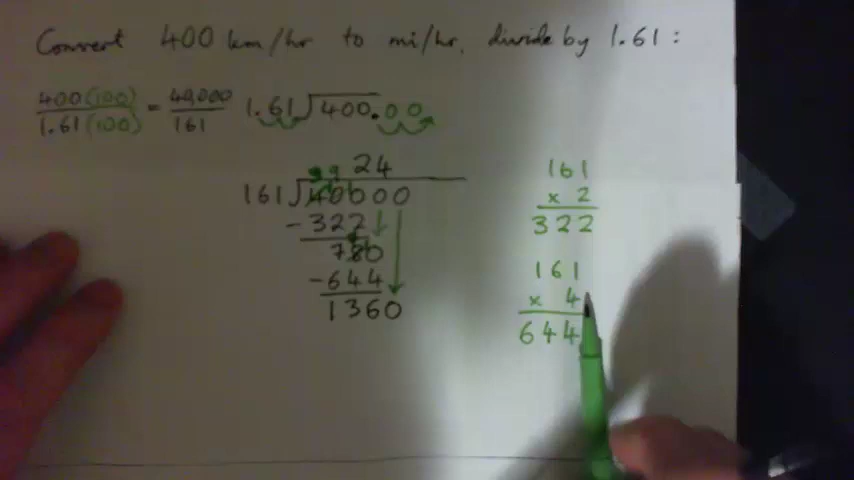 Convert 400 km/hr to mi/hr, divide by 1.61:
400(100) / 1.61(100) = 40,000 / 161 1.61)400.00
24
161)40000
-322
780
-644
1360
161
x 2
322
161
x 4
644